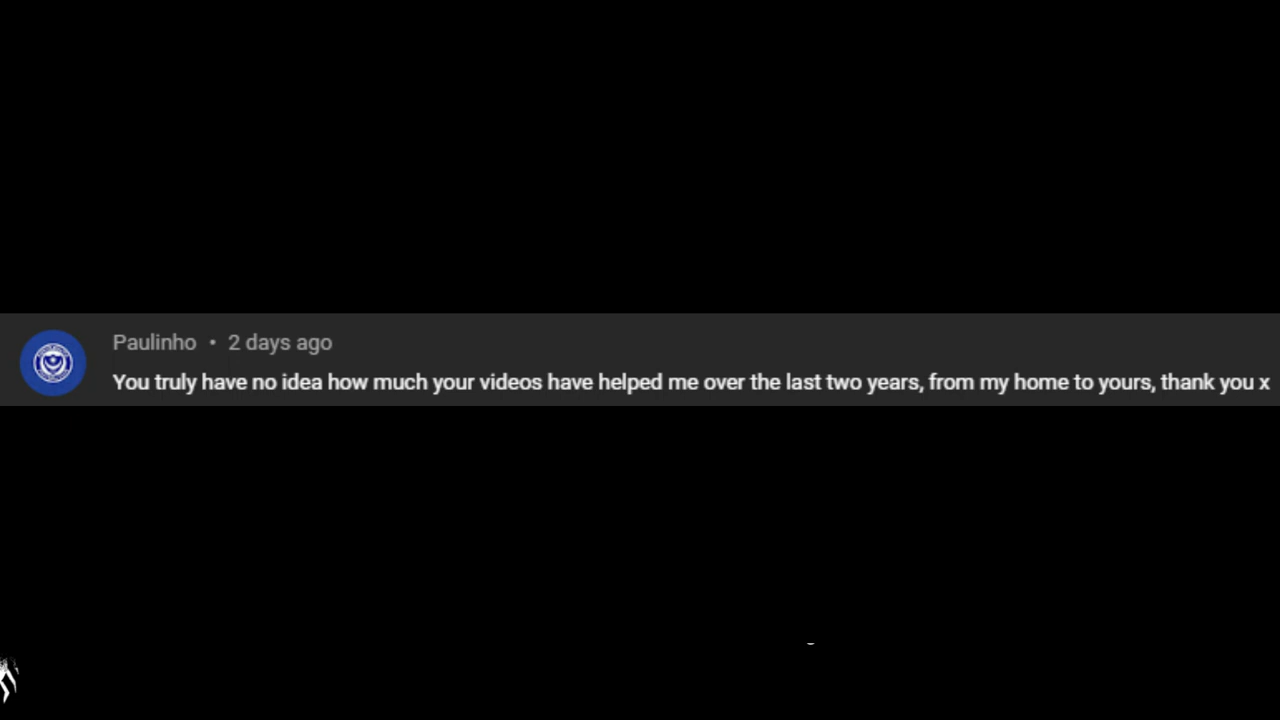 Paulinho • 2 days ago
You truly have no idea how much your videos have helped me over the last two years, from my home to yours, thank you x